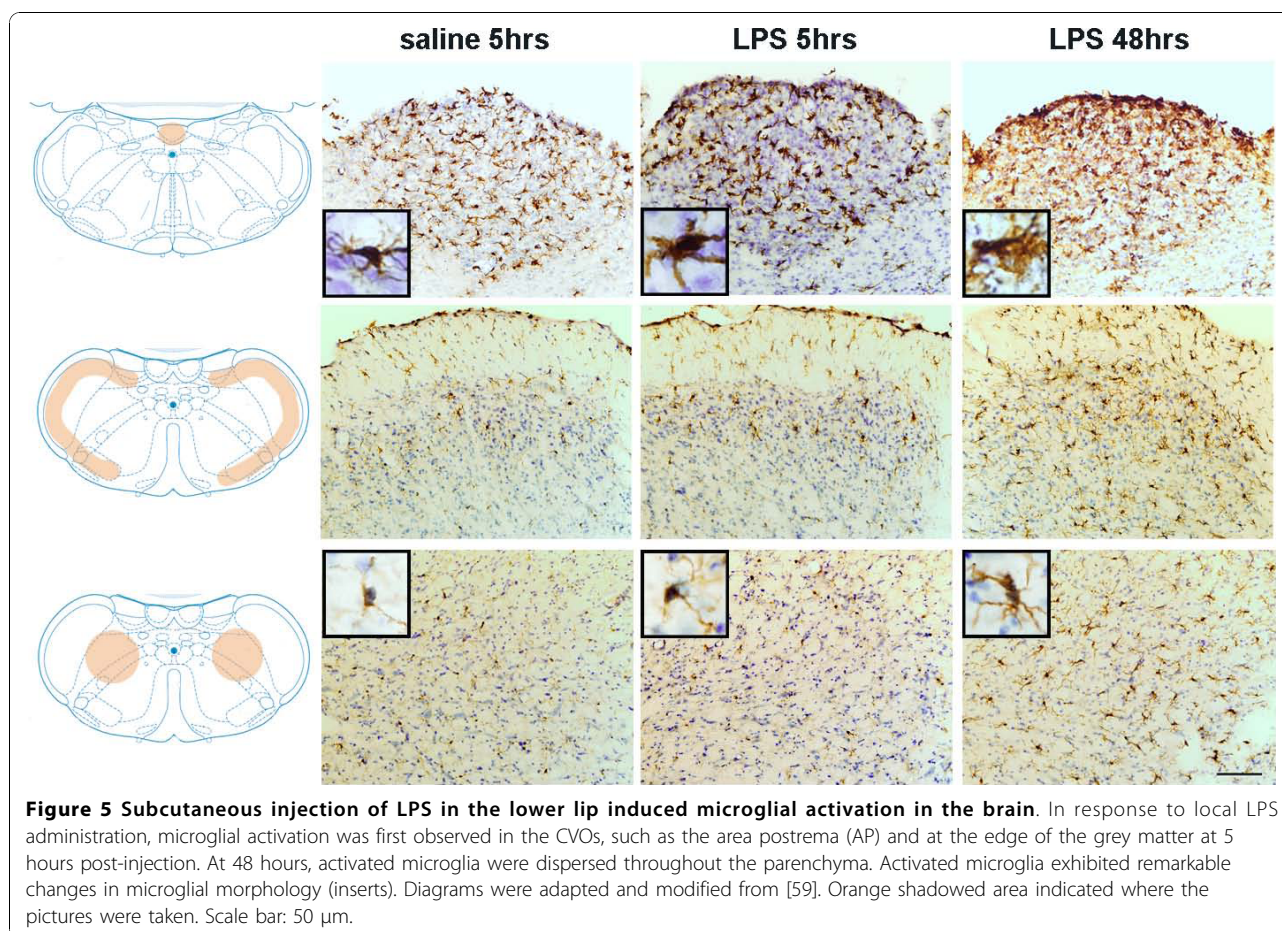 saline 5hrs LPS 5hrs LPS 48hrs
Figure 5 Subcutaneous injection of LPS in the lower lip induced microglial activation in the brain. In response to local LPS
administration, microglial activation was first observed in the CVOs, such as the area postrema (AP) and at the edge of the grey matter at 5
hours post-injection. At 48 hours, activated microglia were dispersed throughout the parenchyma. Activated microglia exhibited remarkable
changes in microglial morphology (inserts). Diagrams were adapted and modified from [59]. Orange shadowed area indicated where the
pictures were taken. Scale bar: 50 μm.